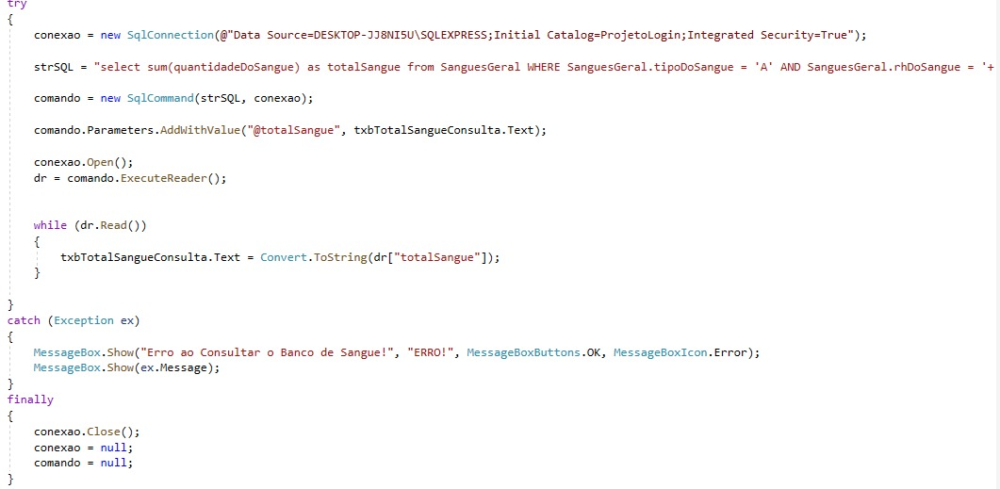 try
{
conexao = new SqlConnection(@"Data Source=DESKTOP-JJ8NI5U\SQLEXPRESS;Initial Catalog=ProjetoLogin;Integrated Security=True");
strSQL = "select sum(quantidadeDoSangue) as totalSangue from SanguesGeral WHERE SanguesGeral.tipoDoSangue = 'A' AND SanguesGeral.rhDoSangue = '+
comando = new SqlCommand(strSQL, conexao);
comando.Parameters.AddWithValue("@totalSangue", txbTotalSangueConsulta.Text);
conexao.Open();
dr = comando.ExecuteReader();
while (dr.Read())
{
txbTotalSangueConsulta.Text = Convert.ToString(dr["totalSangue"]);
}
}
catch (Exception ex)
{
MessageBox.Show("Erro ao Consultar o Banco de Sangue!", "ERRO!", MessageBoxButtons.OK, MessageBoxIcon.Error);
MessageBox.Show(ex.Message);
}
finally
{
conexao.Close();
conexao = null;
comando = null;
}